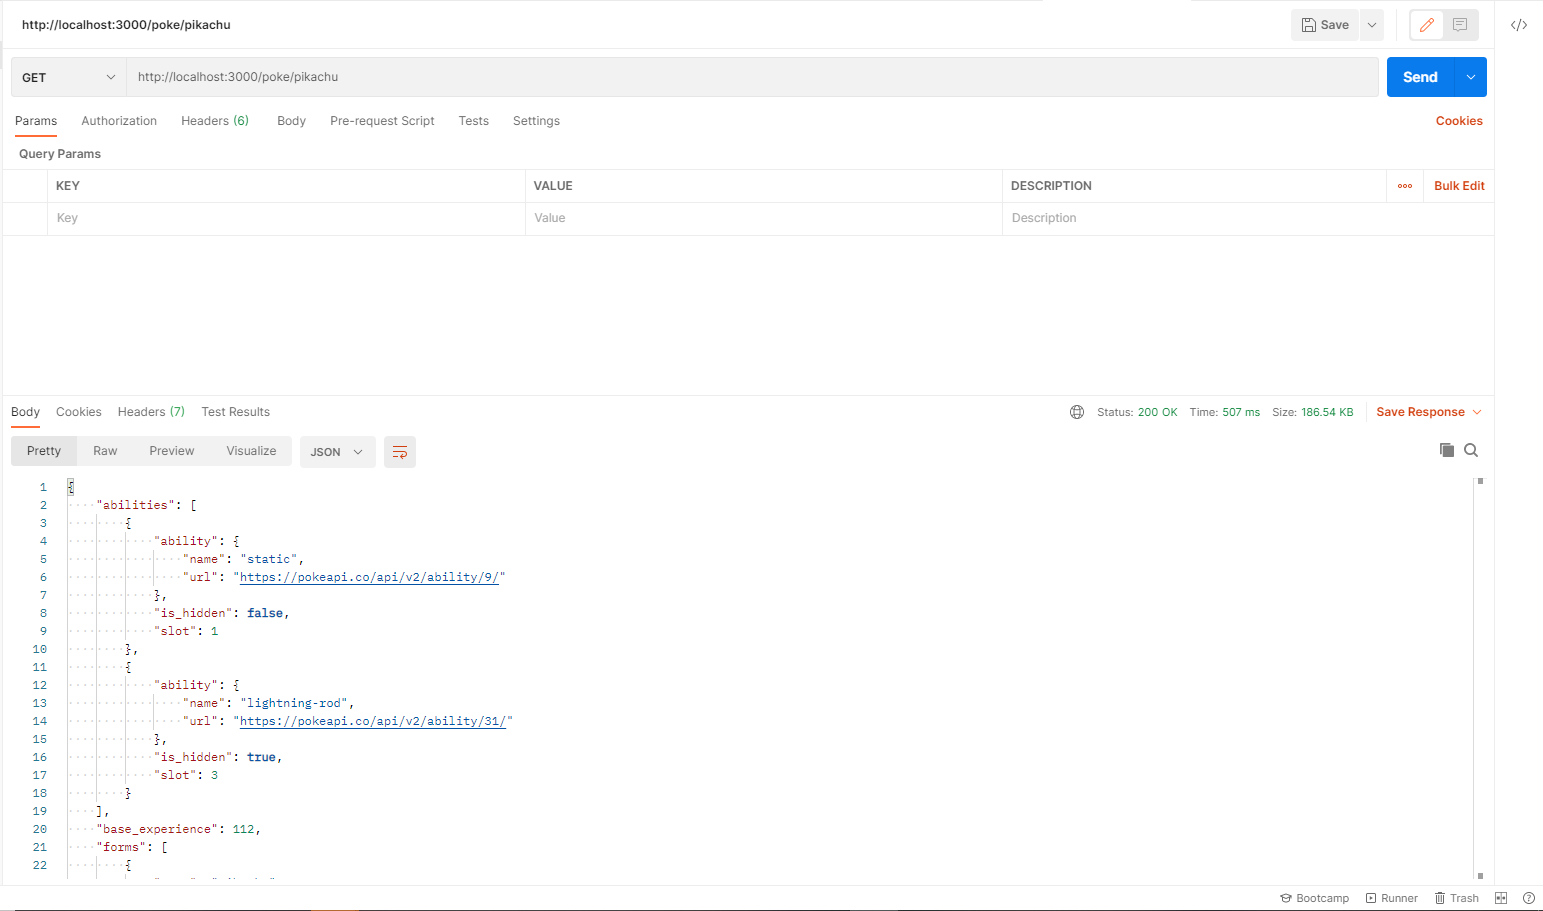 http://localhost:3000/poke/pikachu
Save
GET
http://localhost:3000/poke/pikachu
Send
Params Authorization Headers (6) Body Pre-request Script Tests Settings Cookies
Query Params
KEY VALUE DESCRIPTION ooo Bulk Edit
Key Value Description
Body Cookies Headers (7) Test Results Status: 200 OK Time: 507 ms Size: 186.54 KB Save Response
Pretty Raw Preview Visualize JSON
1 {
2 "abilities": [
3 {
4 "ability": {
5 "name": "static",
6 "url": "https://pokeapi.co/api/v2/ability/9/"
7 },
8 "is_hidden": false,
9 "slot": 1
10 },
11 {
12 "ability": {
13 "name": "lightning-rod",
14 "url": "https://pokeapi.co/api/v2/ability/31/"
15 },
16 "is_hidden": true,
17 "slot": 3
18 }
19 ],
20 "base_experience": 112,
21 "forms": [
22 {
Bootcamp Runner Trash